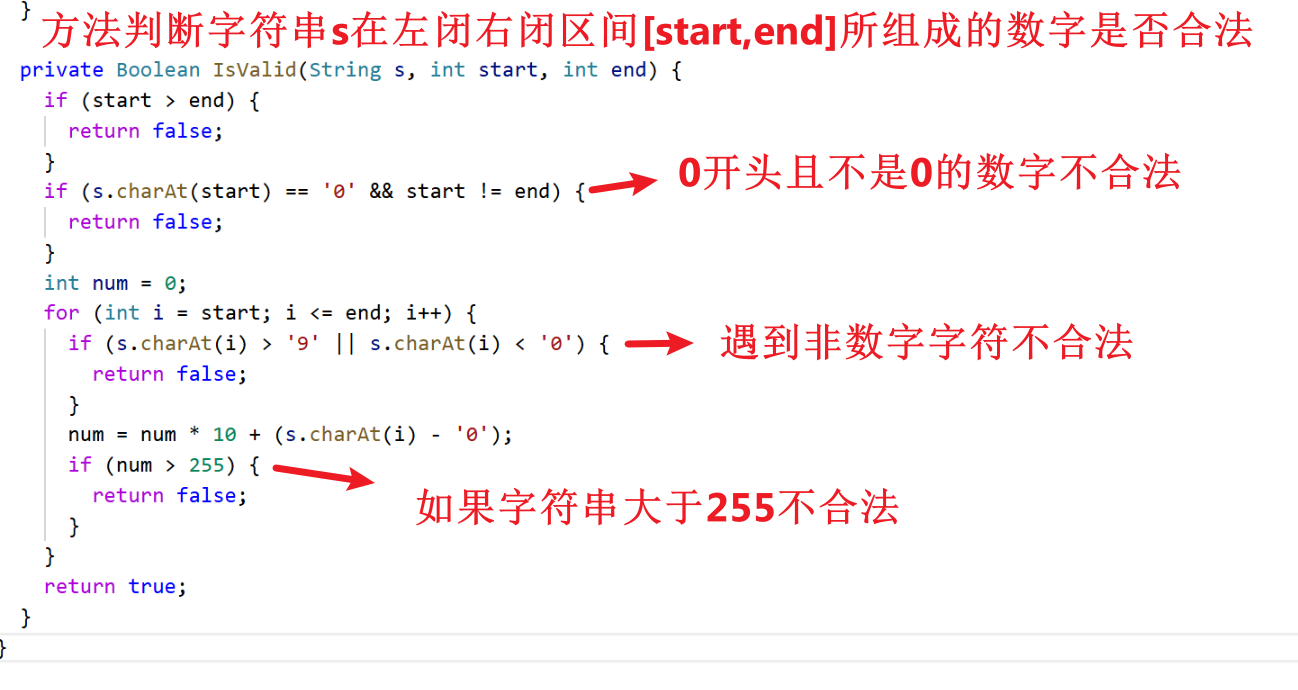 }
方法判断字符串s在左闭右闭区间[start,end]所组成的数字是否合法
private Boolean IsValid(String s, int start, int end) {
if (start > end) {
return false;
}
if (s.charAt(start) == '0' && start != end) {
0开头且不是0的数字不合法
return false;
}
int num = 0;
for (int i = start; i <= end; i++) {
if (s.charAt(i) > '9' || s.charAt(i) < '0') {
遇到非数字字符不合法
return false;
}
num = num * 10 + (s.charAt(i) - '0');
if (num > 255) {
如果字符串大于255不合法
return false;
}
}
return true;
}
}